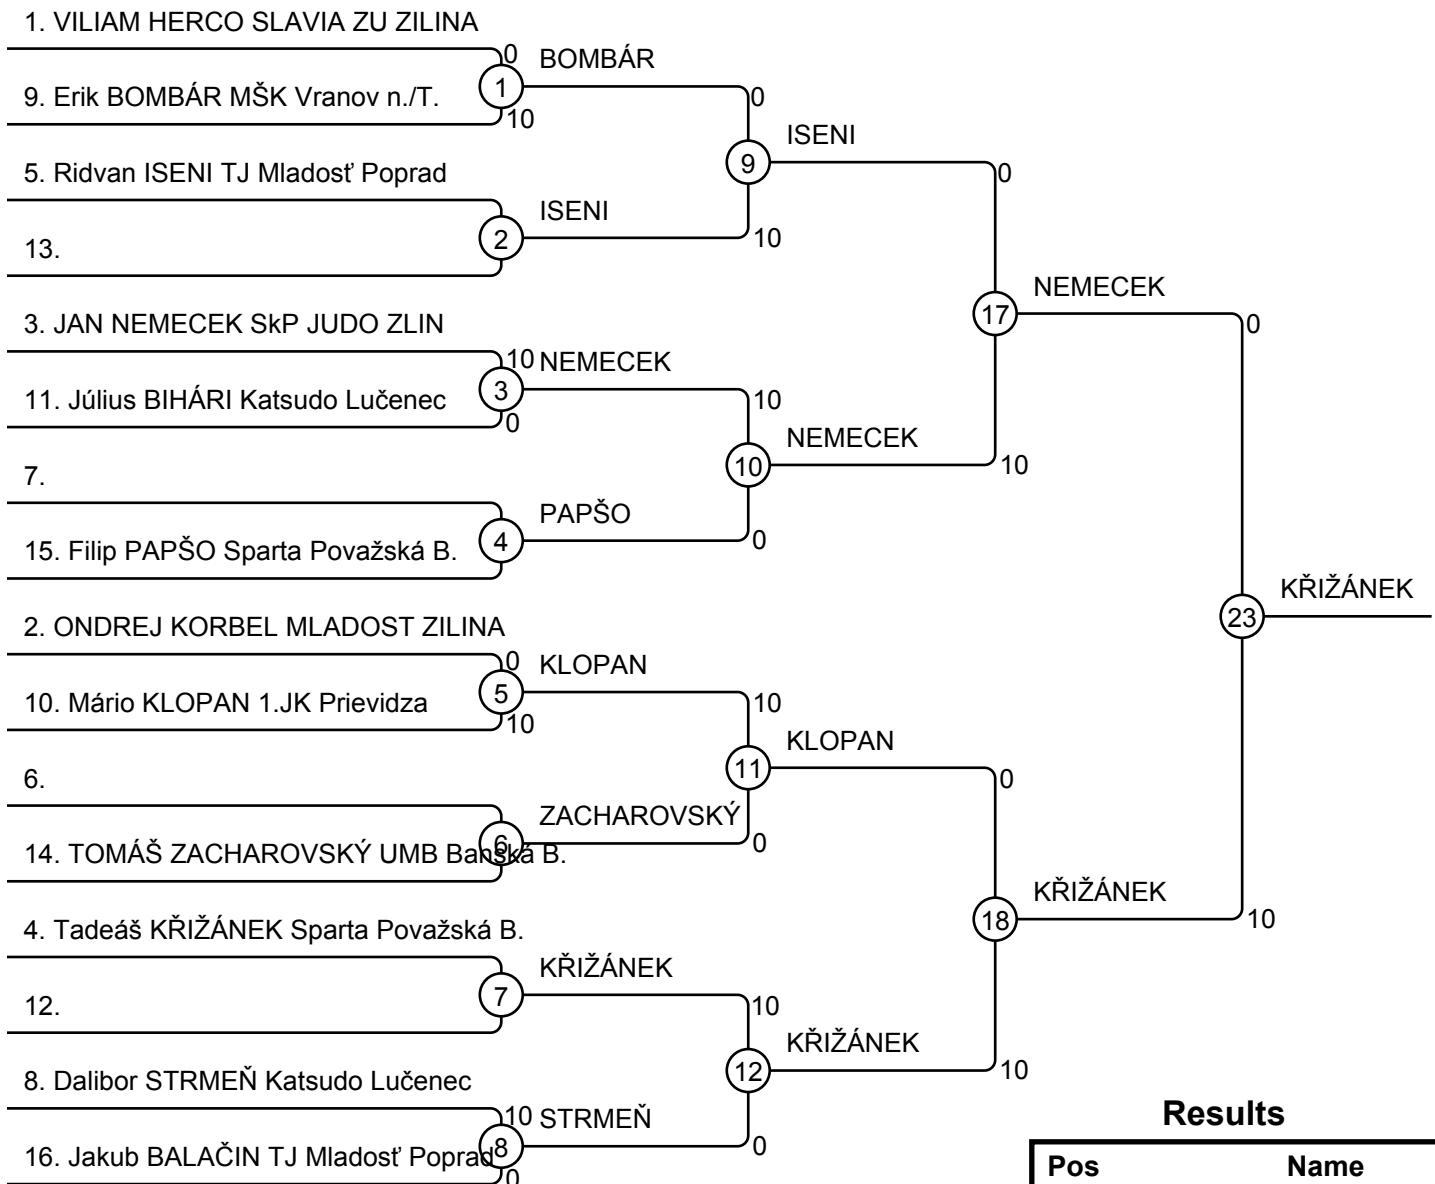 1. VILIAM HERCO SLAVIA ZU ZILINA
0 BOMBÁR
1
9. Erik BOMBÁR MŠK Vranov n./T.
10
0
ISENI
9
5. Ridvan ISENI TJ Mladosť Poprad
0
ISENI
2
10
13.
NEMECEK
17
0
3. JAN NEMECEK SkP JUDO ZLIN
10 NEMECEK
3
11. Július BIHÁRI Katsudo Lučenec
0
10
NEMECEK
10
10
7.
PAPŠO
4
0
15. Filip PAPŠO Sparta Považská B.
KŘIŽÁNEK
23
2. ONDREJ KORBEL MLADOST ZILINA
0 KLOPAN
5
10. Mário KLOPAN 1.JK Prievidza
10
10
KLOPAN
11
0
6.
ZACHAROVSKÝ
6
0
14. TOMÁŠ ZACHAROVSKÝ UMB Banská B.
KŘIŽÁNEK
18
10
4. Tadeáš KŘIŽÁNEK Sparta Považská B.
KŘIŽÁNEK
7
12.
10
KŘIŽÁNEK
12
10
8. Dalibor STRMEŇ Katsudo Lučenec
10 STRMEŇ
8
0
16. Jakub BALAČIN TJ Mladosť Poprad
0
Results
Pos Name